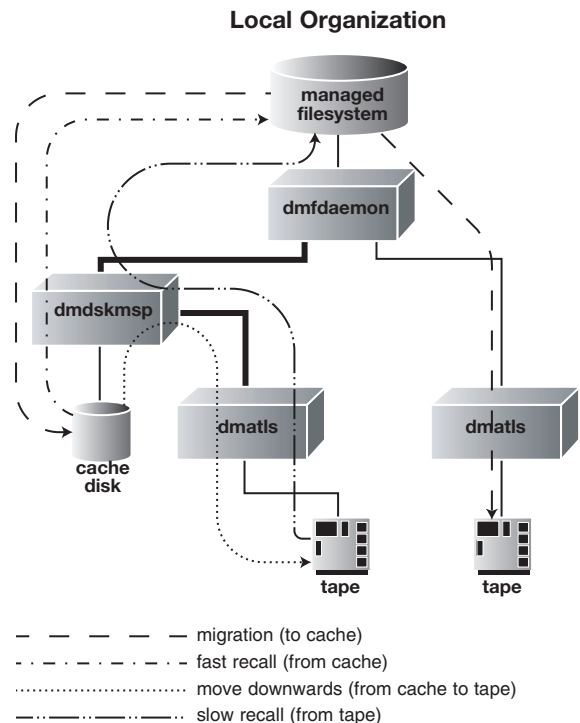 Local Organization
managed
filesystem
dmfdaemon
dmdskmsp
dmatls
dmatls
cache
disk
tape
tape
migration (to cache)
fast recall (from cache)
move downwards (from cache to tape)
slow recall (from tape)